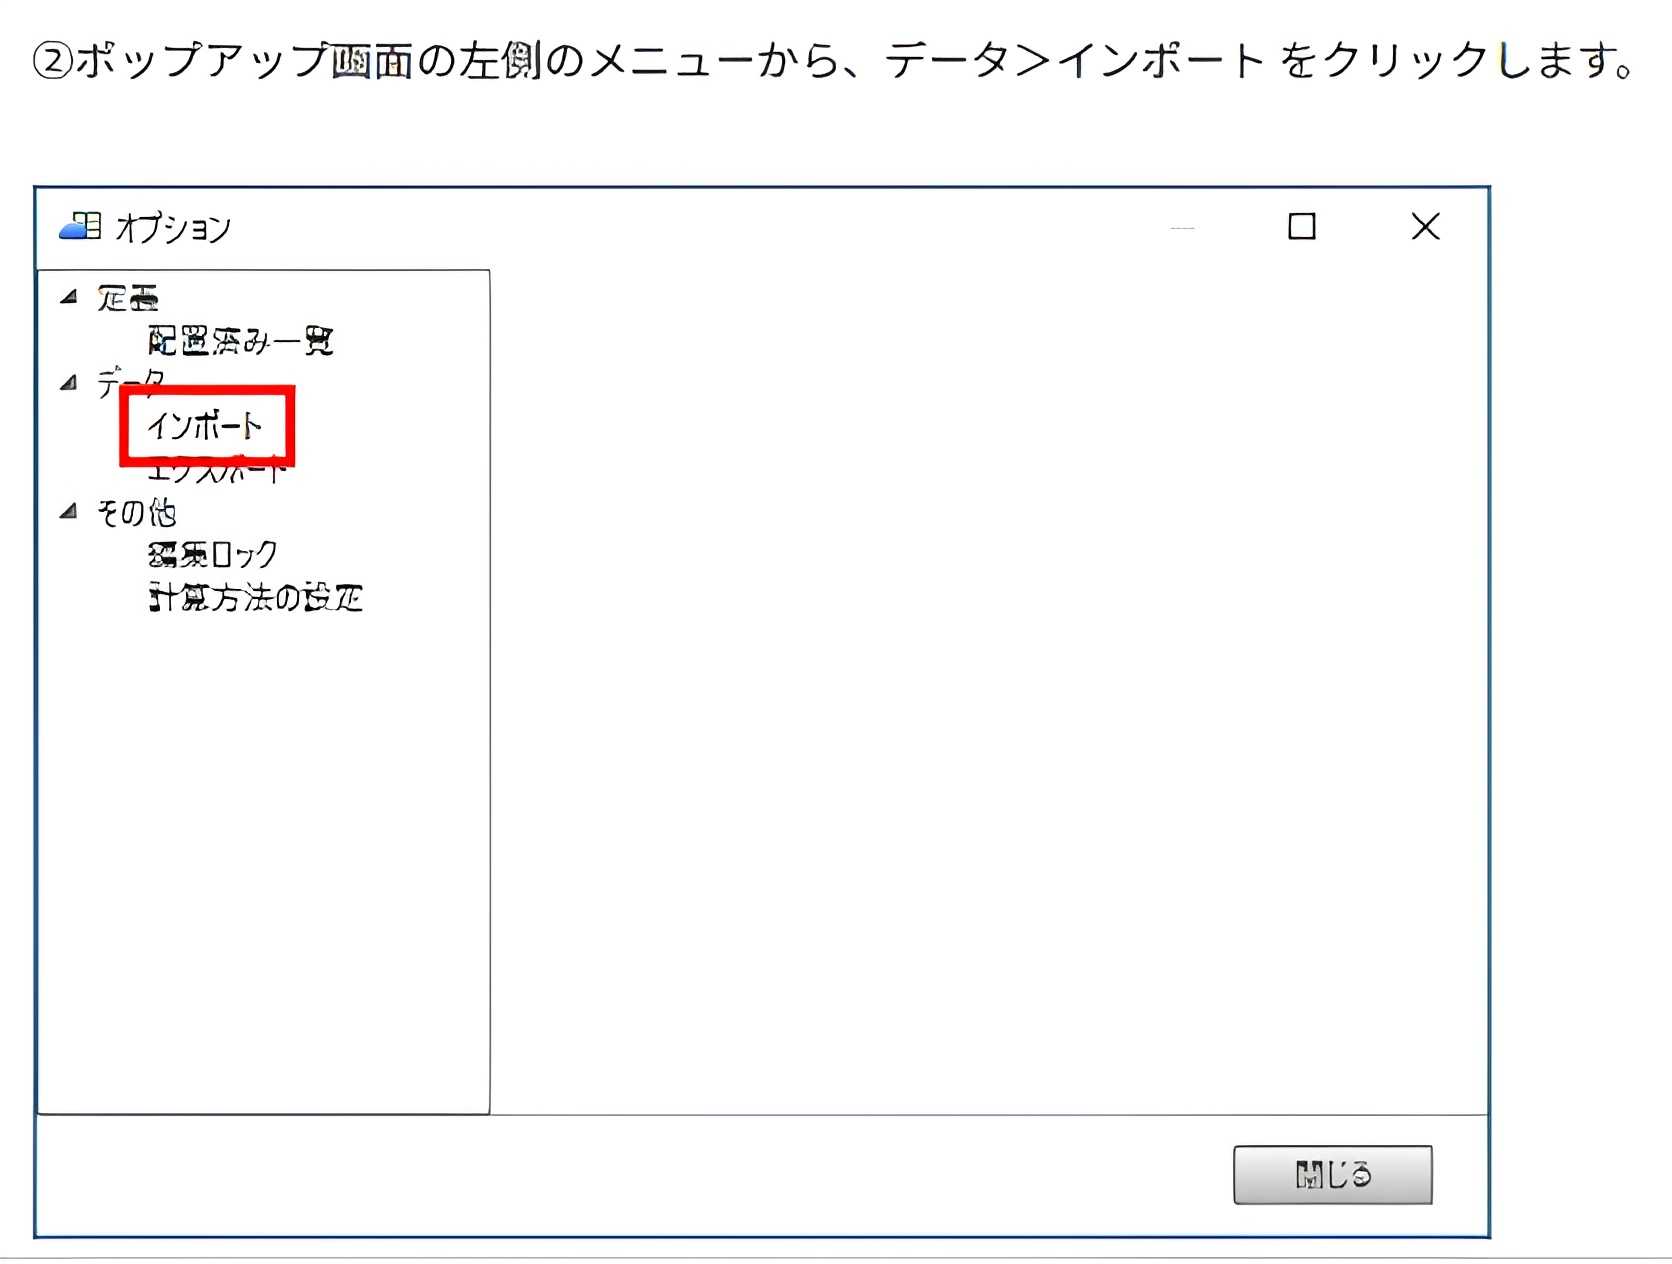 ②ポップアップ画面の左側のメニューから、データ＞インポート をクリックします。
オプション
配置済み一覧
データ
インポート
エクスポート
その他
編集ロック
計算方法の設定
閉じる